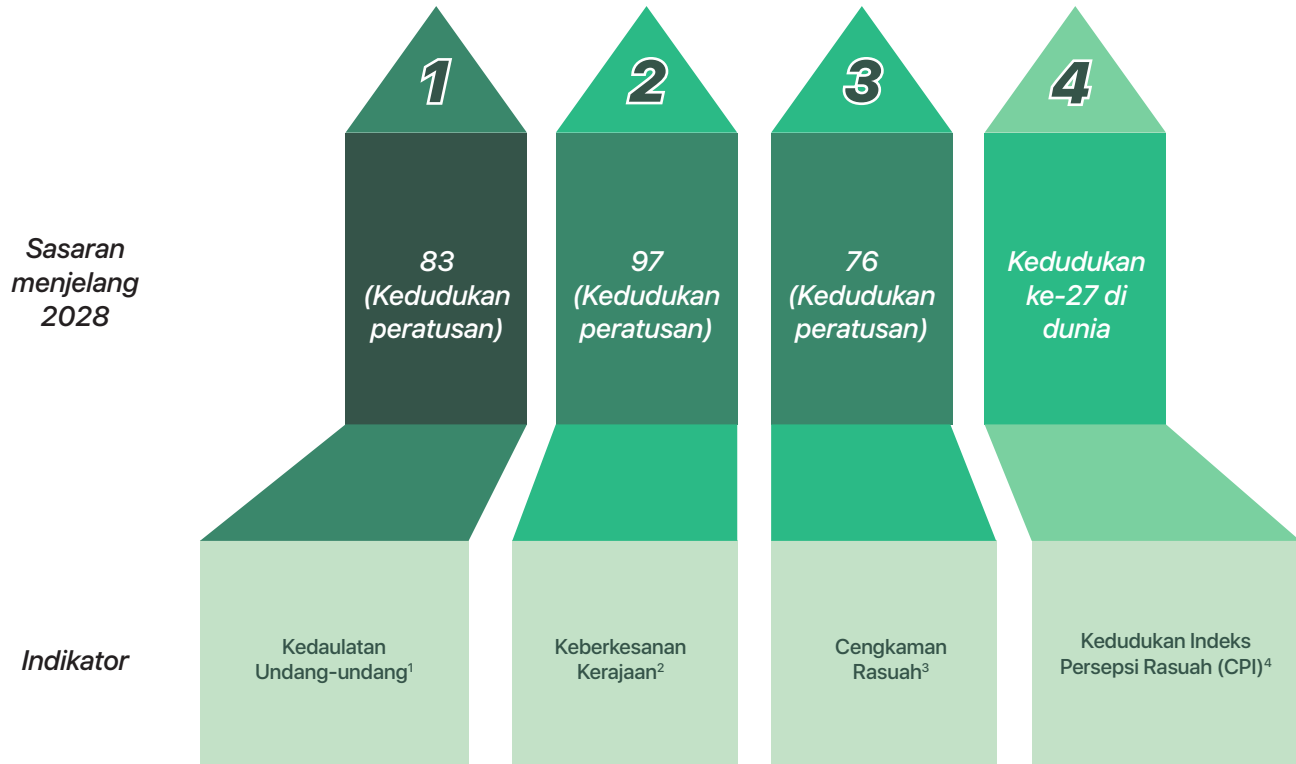 1
2
3
4
Sasaran
menjelang
2028
83
(Kedudukan
peratusan)
97
(Kedudukan
peratusan)
76
(Kedudukan
peratusan)
Kedudukan
ke-27 di
dunia
Indikator
Kedaulatan
Undang-undang¹
Keberkesanan
Kerajaan²
Cengkaman
Rasuah³
Kedudukan Indeks
Persepsi Rasuah (CPI)⁴